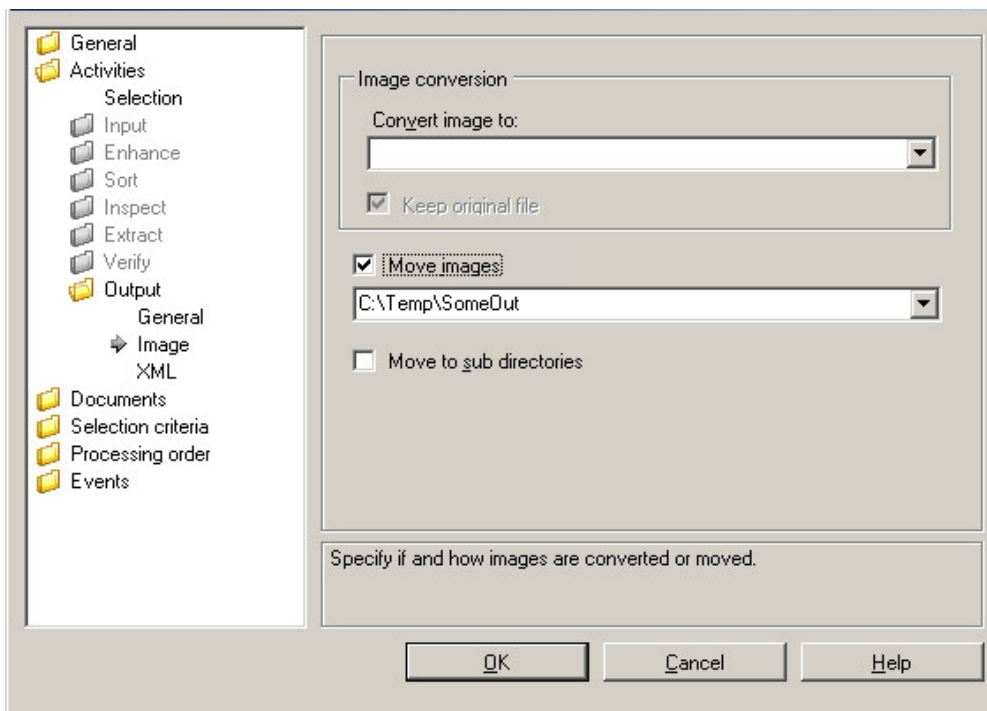 General
Activities
Selection
Input
Enhance
Sort
Inspect
Extract
Verify
Output
General
Image
XML
Documents
Selection criteria
Processing order
Events
Image conversion
Convert image to:
Keep original file
Move images
C:\Temp\SomeOut
Move to sub directories
Specify if and how images are converted or moved.
OK
Cancel
Help